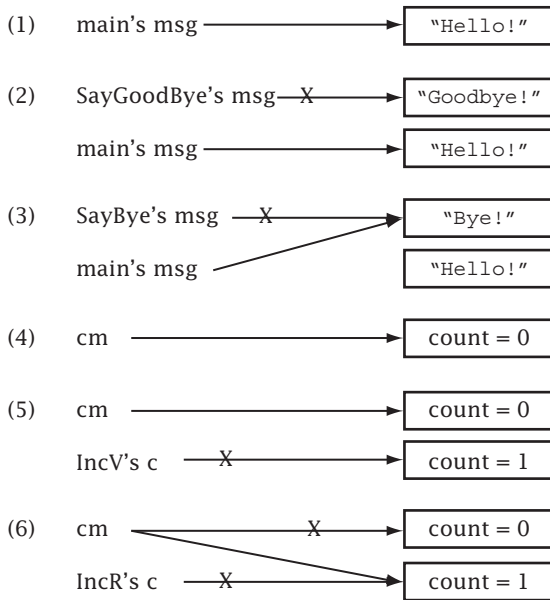 (1) main's msg "Hello!"
(2) SayGoodBye's msg X "Goodbye!"
main's msg "Hello!"
(3) SayBye's msg X "Bye!"
main's msg "Hello!"
(4) cm count = 0
(5) cm count = 0
IncV's c X count = 1
(6) cm X count = 0
IncR's c X count = 1